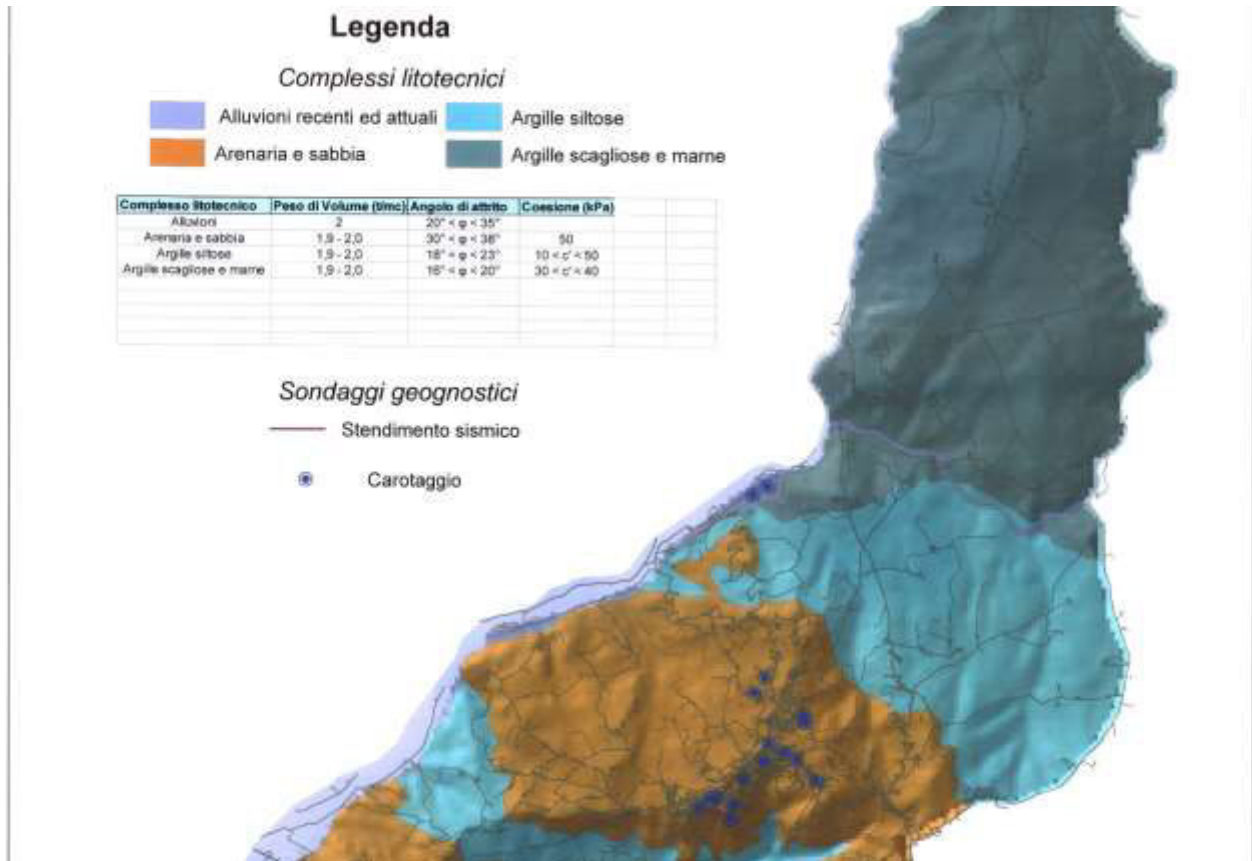 Legenda
Complessi litotecnici
Alluvioni recenti ed attuali
Argille siltose
Arenaria e sabbia
Argille scagliose e marne
Complesso litotecnico Peso di Volume (t/mc) Angolo di attrito Coesione (kPa)
Alluvioni 2 20° < φ < 35°
Arenaria e sabbia 1,9 - 2,0 30° < φ < 38° 50
Argille siltose 1,9 - 2,0 18° < φ < 23° 10 < c' < 50
Argille scagliose e marne 1,9 - 2,0 16° < φ < 20° 30 < c' < 40
Sondaggi geognostici
Stendimento sismico
Carotaggio